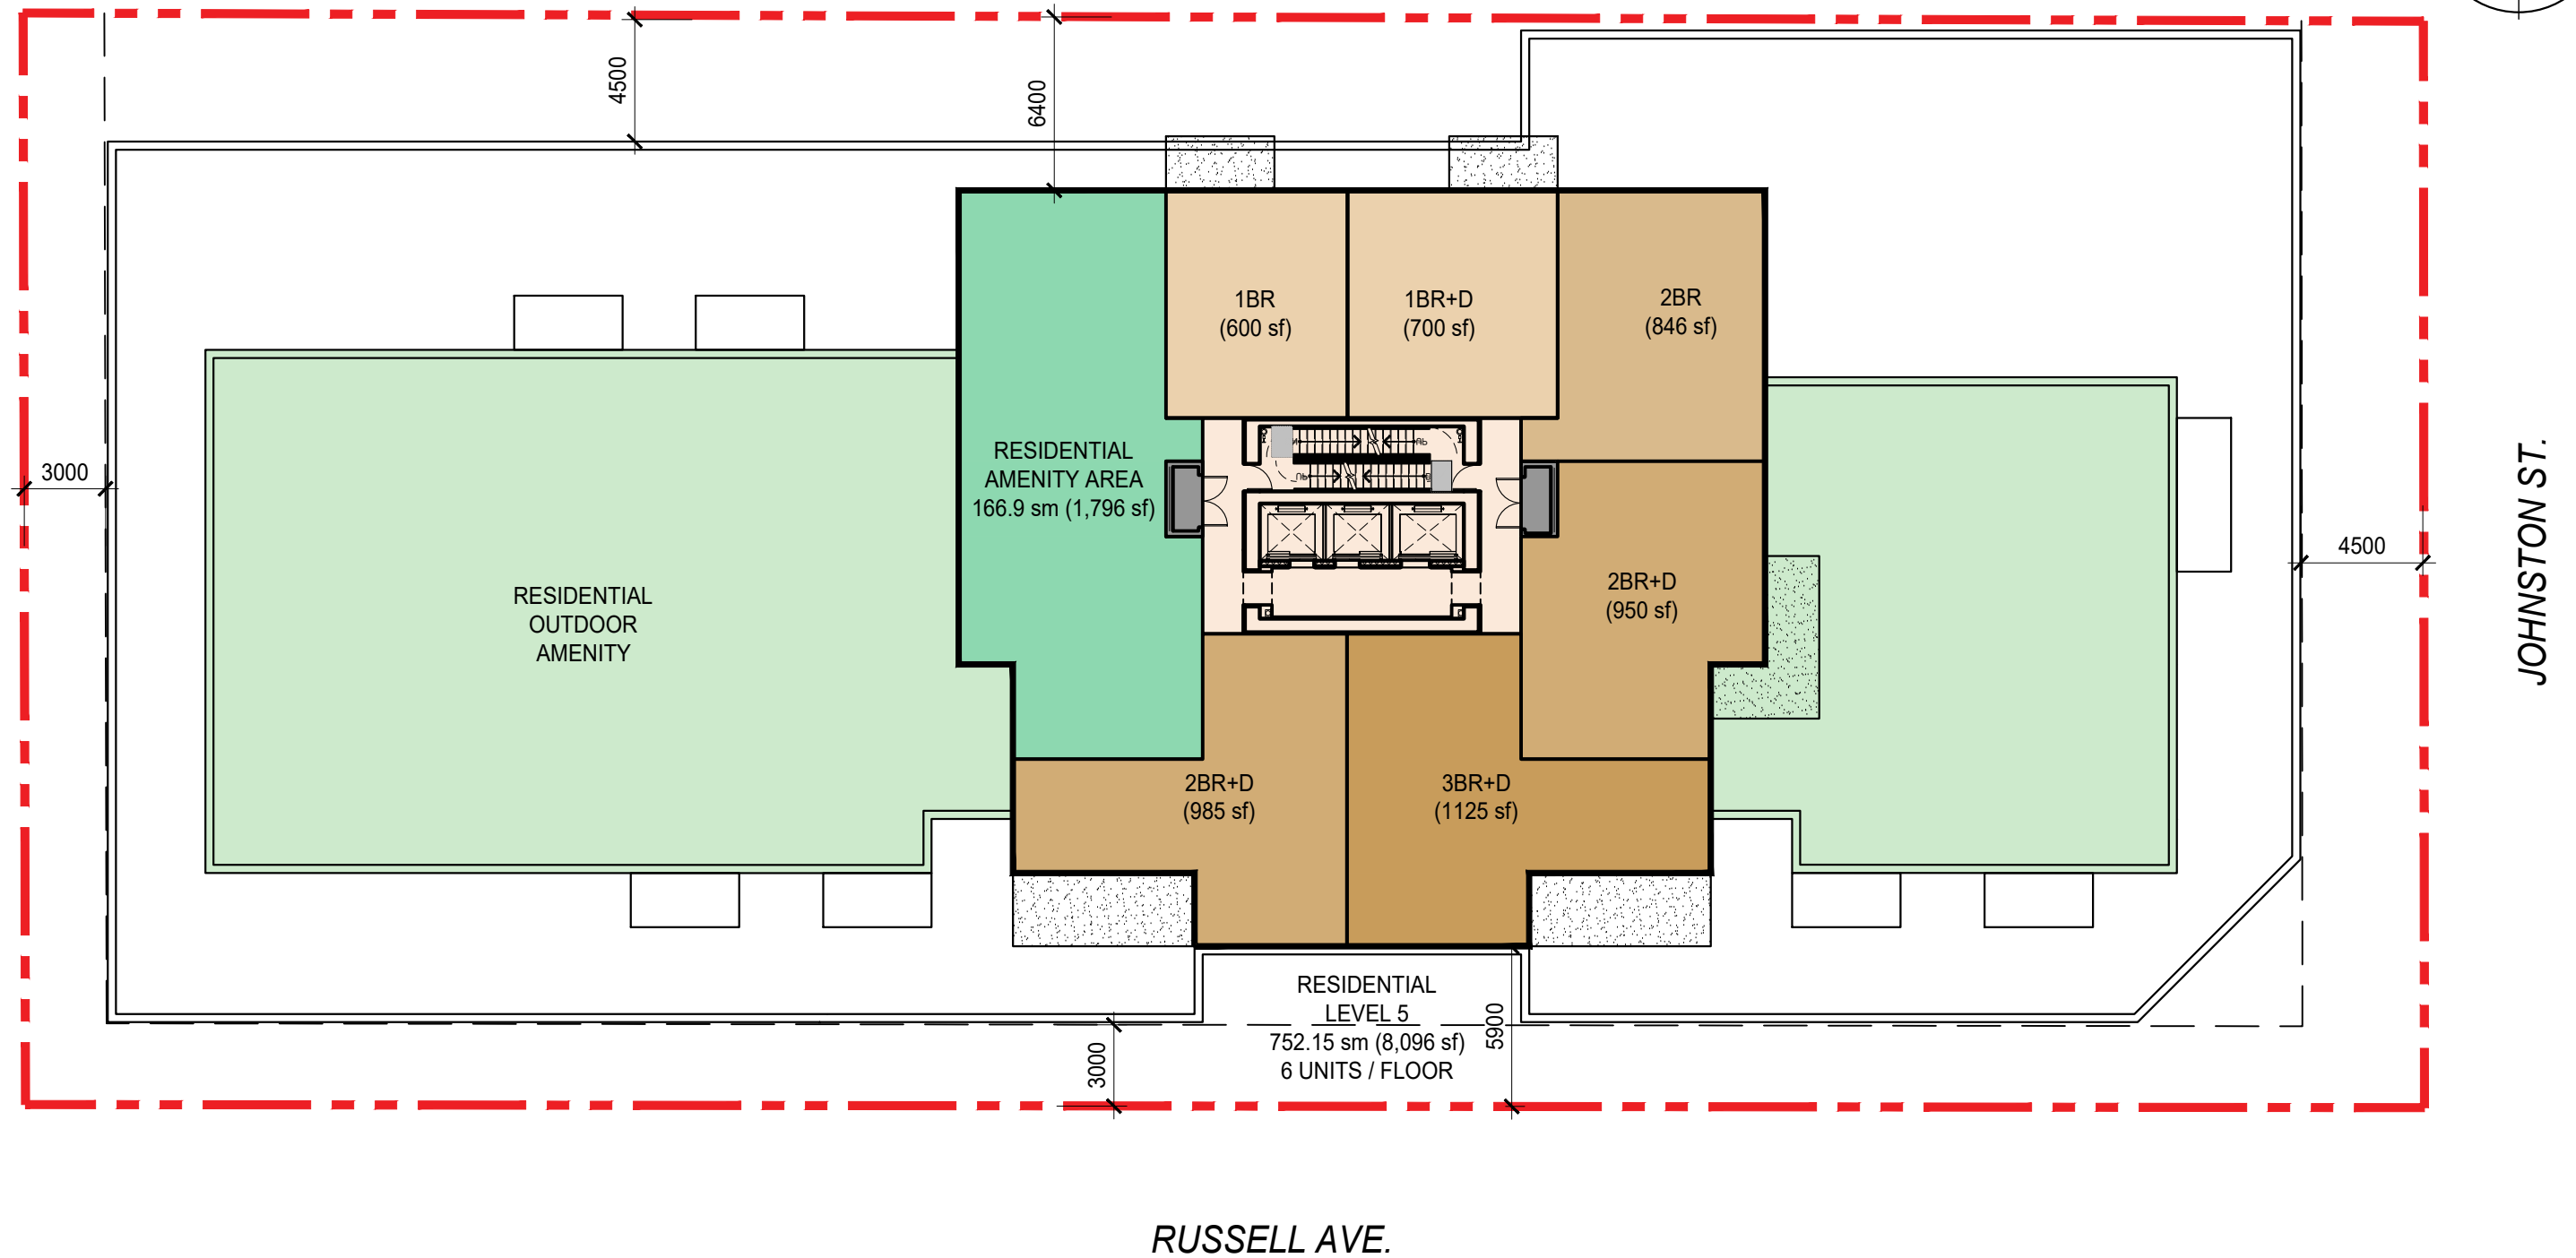 4500
6400
1BR
(600 sf)
1BR+D
(700 sf)
2BR
(846 sf)
RESIDENTIAL
AMENITY AREA
166.9 sm (1,796 sf)
3000
JOHNSTON ST.
4500
2BR+D
(950 sf)
RESIDENTIAL
OUTDOOR
AMENITY
2BR+D
(985 sf)
3BR+D
(1125 sf)
RESIDENTIAL
LEVEL 5
752.15 sm (8,096 sf)
6 UNITS / FLOOR
5900
3000
RUSSELL AVE.